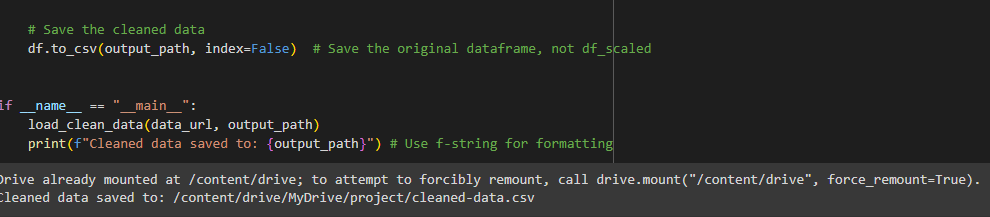 # Save the cleaned data
df.to_csv(output_path, index=False)  # Save the original dataframe, not df_scaled
if __name__ == "__main__":
load_clean_data(data_url, output_path)
print(f"Cleaned data saved to: {output_path}") # Use f-string for formatting
Drive already mounted at /content/drive; to attempt to forcibly remount, call drive.mount("/content/drive", force_remount=True).
Cleaned data saved to: /content/drive/MyDrive/project/cleaned-data.csv